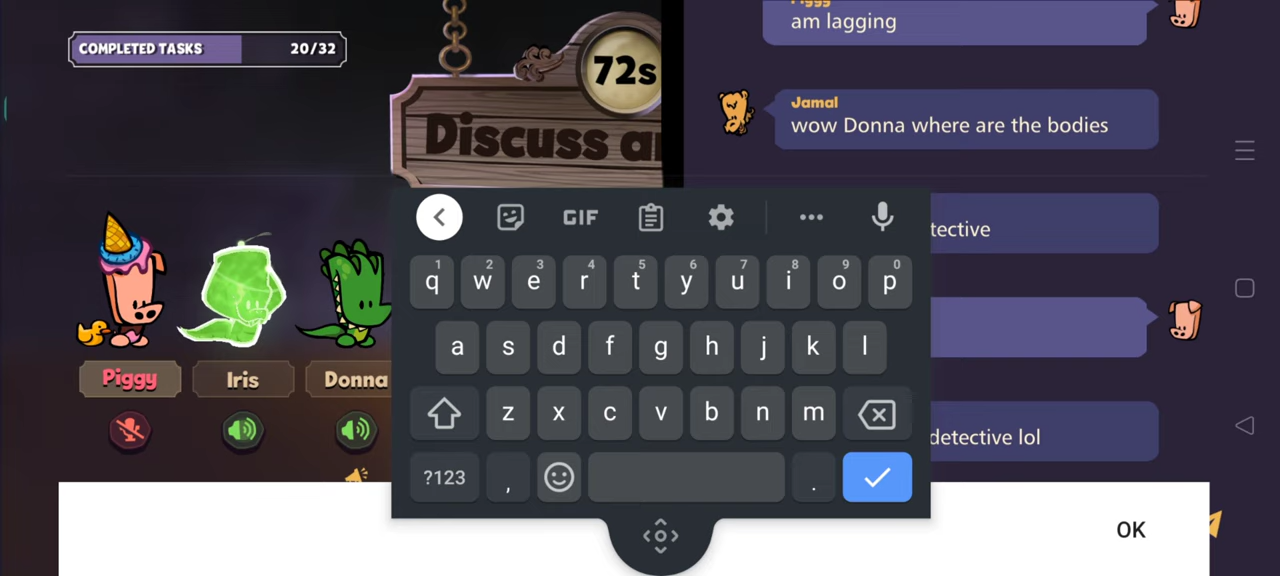 COMPLETED TASKS 20/32
72s
Discuss a
Piggy
am lagging
Jamal
wow Donna where are the bodies
tective
detective lol
Piggy
Iris
Donna
GIF
1 2 3 4 5 6 7 8 9 0
q w e r t y u i o p
a s d f g h j k l
z x c v b n m
?123 , .
OK